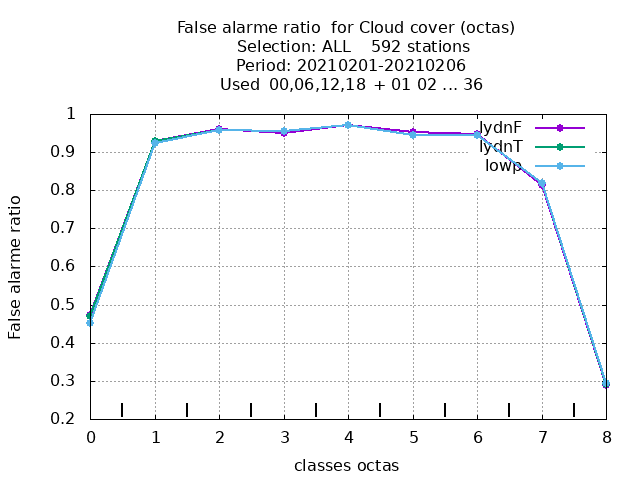 False alarme ratio  for Cloud cover (octas)
Selection: ALL    592 stations
Period: 20210201-20210206
Used  00,06,12,18  + 01 02 ... 36
lydnF
lydnT
lowp
1
0.9
0.8
0.7
0.6
0.5
0.4
0.3
0.2
False alarme ratio
0 1 2 3 4 5 6 7 8
classes octas